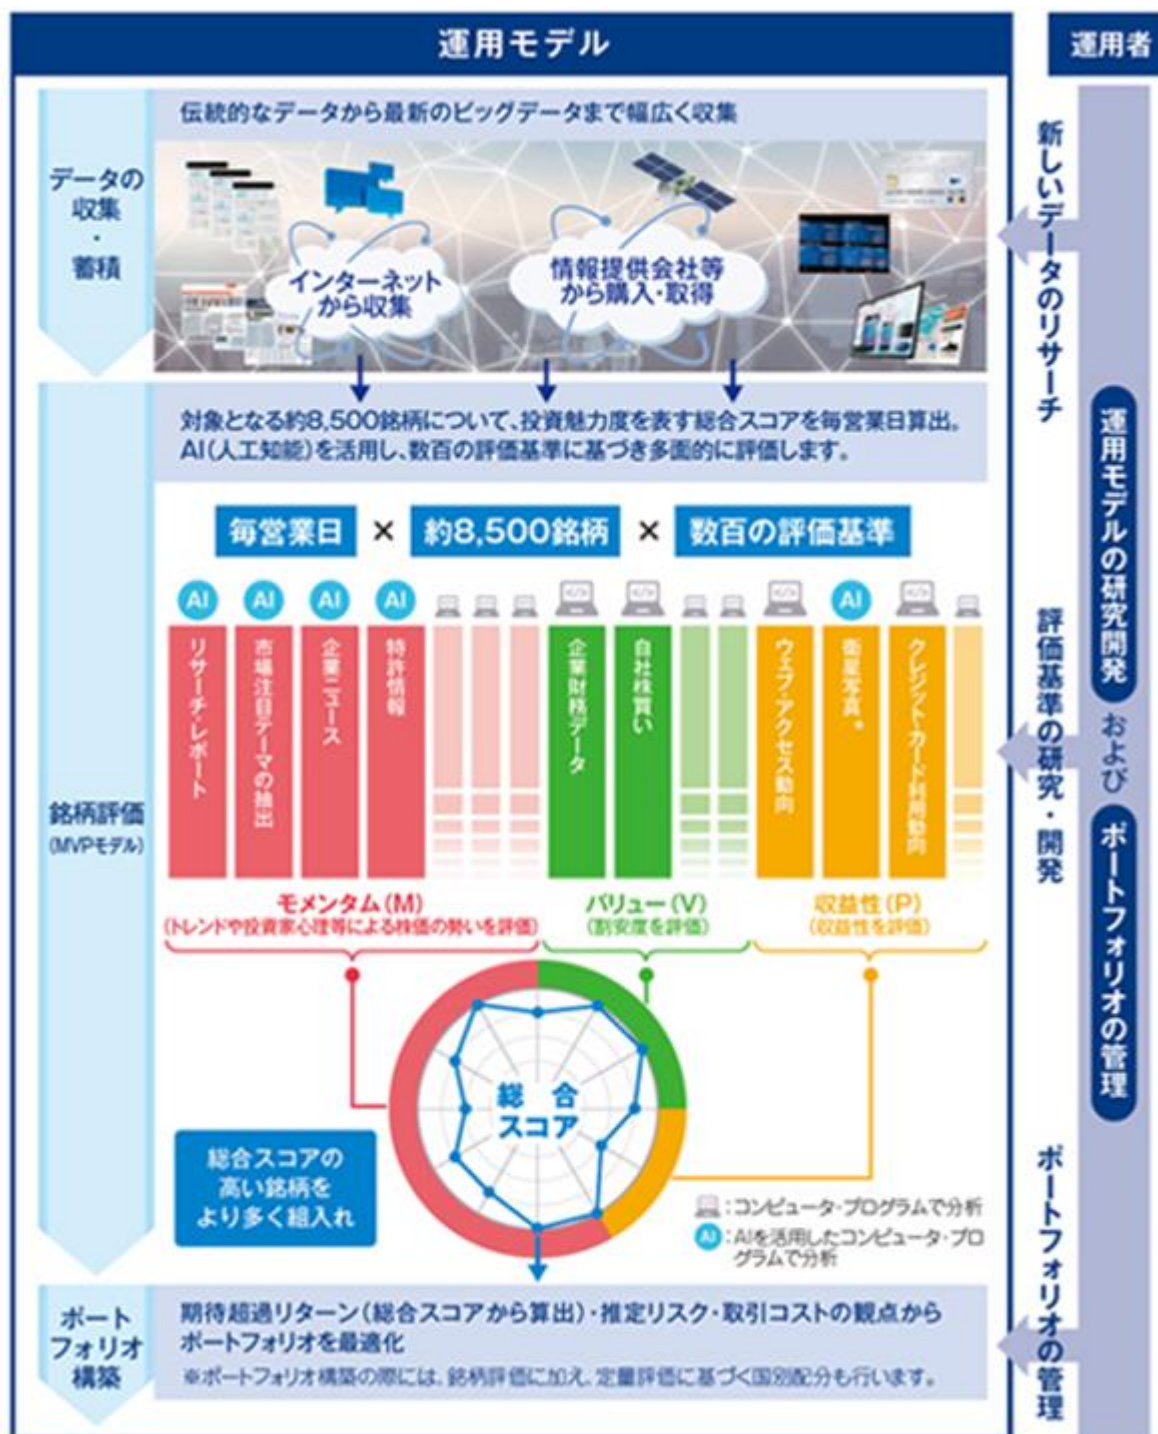 運用モデル
運用者
データの
収集
・
蓄積
伝統的なデータから最新のビッグデータまで幅広く収集
インターネット
から収集
情報提供会社等
から購入・取得
新しいデータのリサーチ
対象となる約8,500銘柄について、投資魅力度を表す総合スコアを毎営業日算出。
AI(人工知能)を活用し、数百の評価基準に基づき多面的に評価します。
毎営業日 × 約8,500銘柄 × 数百の評価基準
AI
AI
AI
AI
AI
リサーチ・レポート
市場注目テーマの抽出
企業ニュース
特許情報
企業財務データ
自社株買い
ウェブ・アクセス動向
衛星写真。
クレジット・カード利用動向
銘柄評価
(MVPモデル)
モメンタム(M)
(トレンドや投資家心理等による株価の勢いを評価)
バリュー(V)
(割安度を評価)
収益性(P)
(収益性を評価)
評価基準の研究・開発
運用モデルの研究開発
および
ポートフォリオの管理
総合
スコア
総合スコアの
高い銘柄を
より多く組入れ
:コンピュータ・プログラムで分析
AI:AIを活用したコンピュータ・プロ
グラムで分析
ポート
フォリオ
構築
期待超過リターン(総合スコアから算出)・推定リスク・取引コストの観点から
ポートフォリオを最適化
※ポートフォリオ構築の際には、銘柄評価に加え、定量評価に基づく国別配分も行います。
ポートフォリオの管理